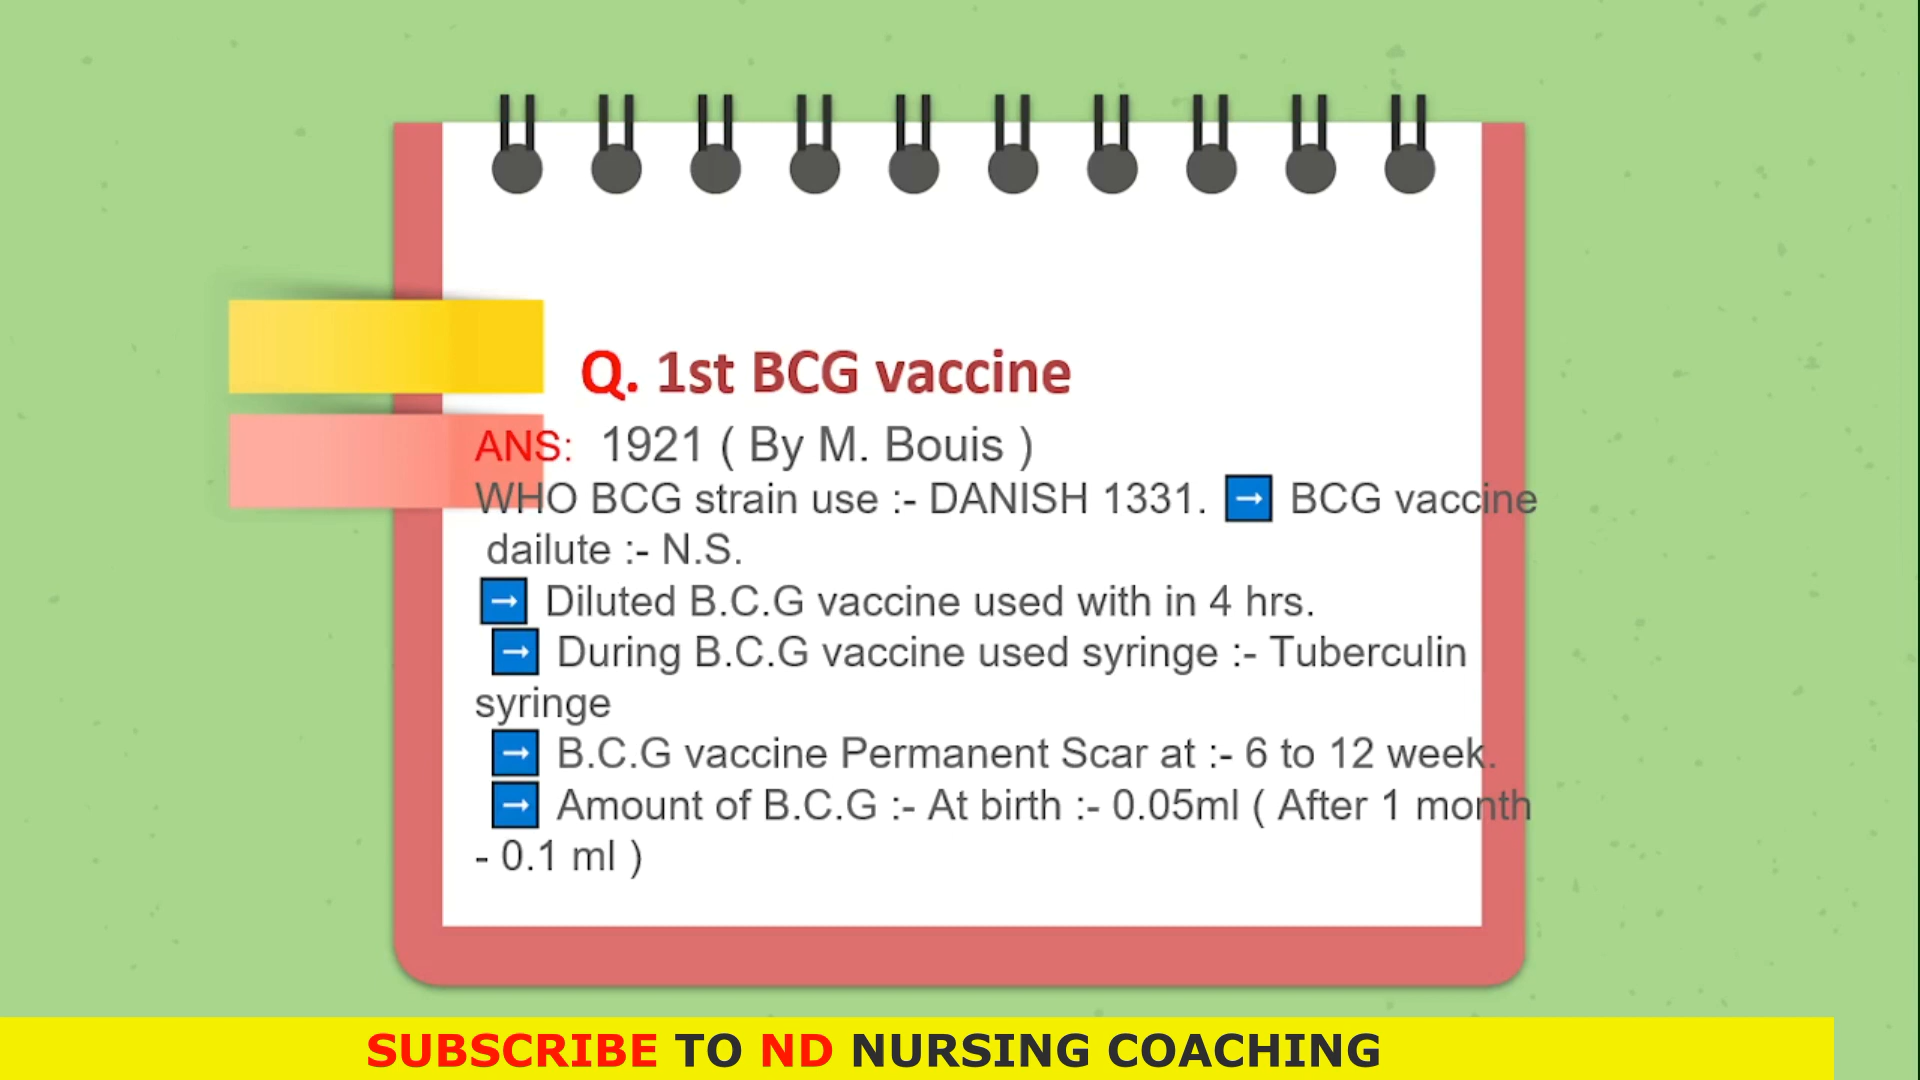 Q. 1st BCG vaccine
ANS: 1921 ( By M. Bouis )
WHO BCG strain use :- DANISH 1331. ➡ BCG vaccine
dailute :- N.S.
➡ Diluted B.C.G vaccine used with in 4 hrs.
➡ During B.C.G vaccine used syringe :- Tuberculin
syringe
➡ B.C.G vaccine Permanent Scar at :- 6 to 12 week.
➡ Amount of B.C.G :- At birth :- 0.05ml ( After 1 month
- 0.1 ml )
SUBSCRIBE TO ND NURSING COACHING